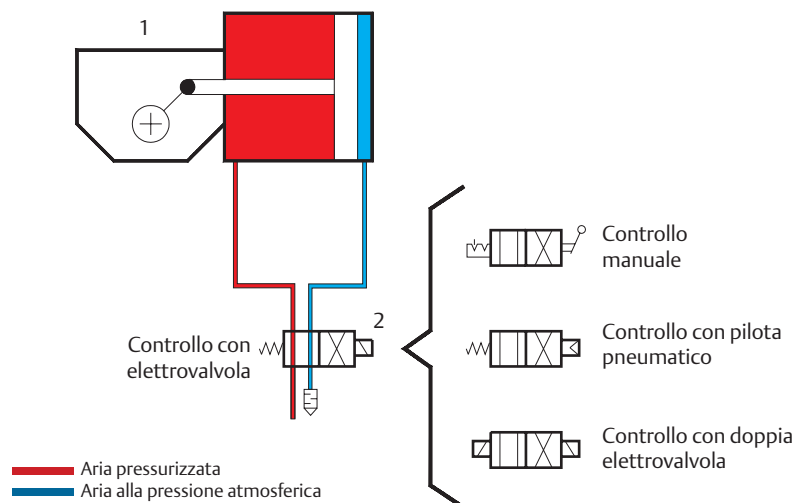 1
2
Controllo con
elettrovalvola
Controllo
manuale
Controllo con pilota
pneumatico
Controllo con doppia
elettrovalvola
Aria pressurizzata
Aria alla pressione atmosferica